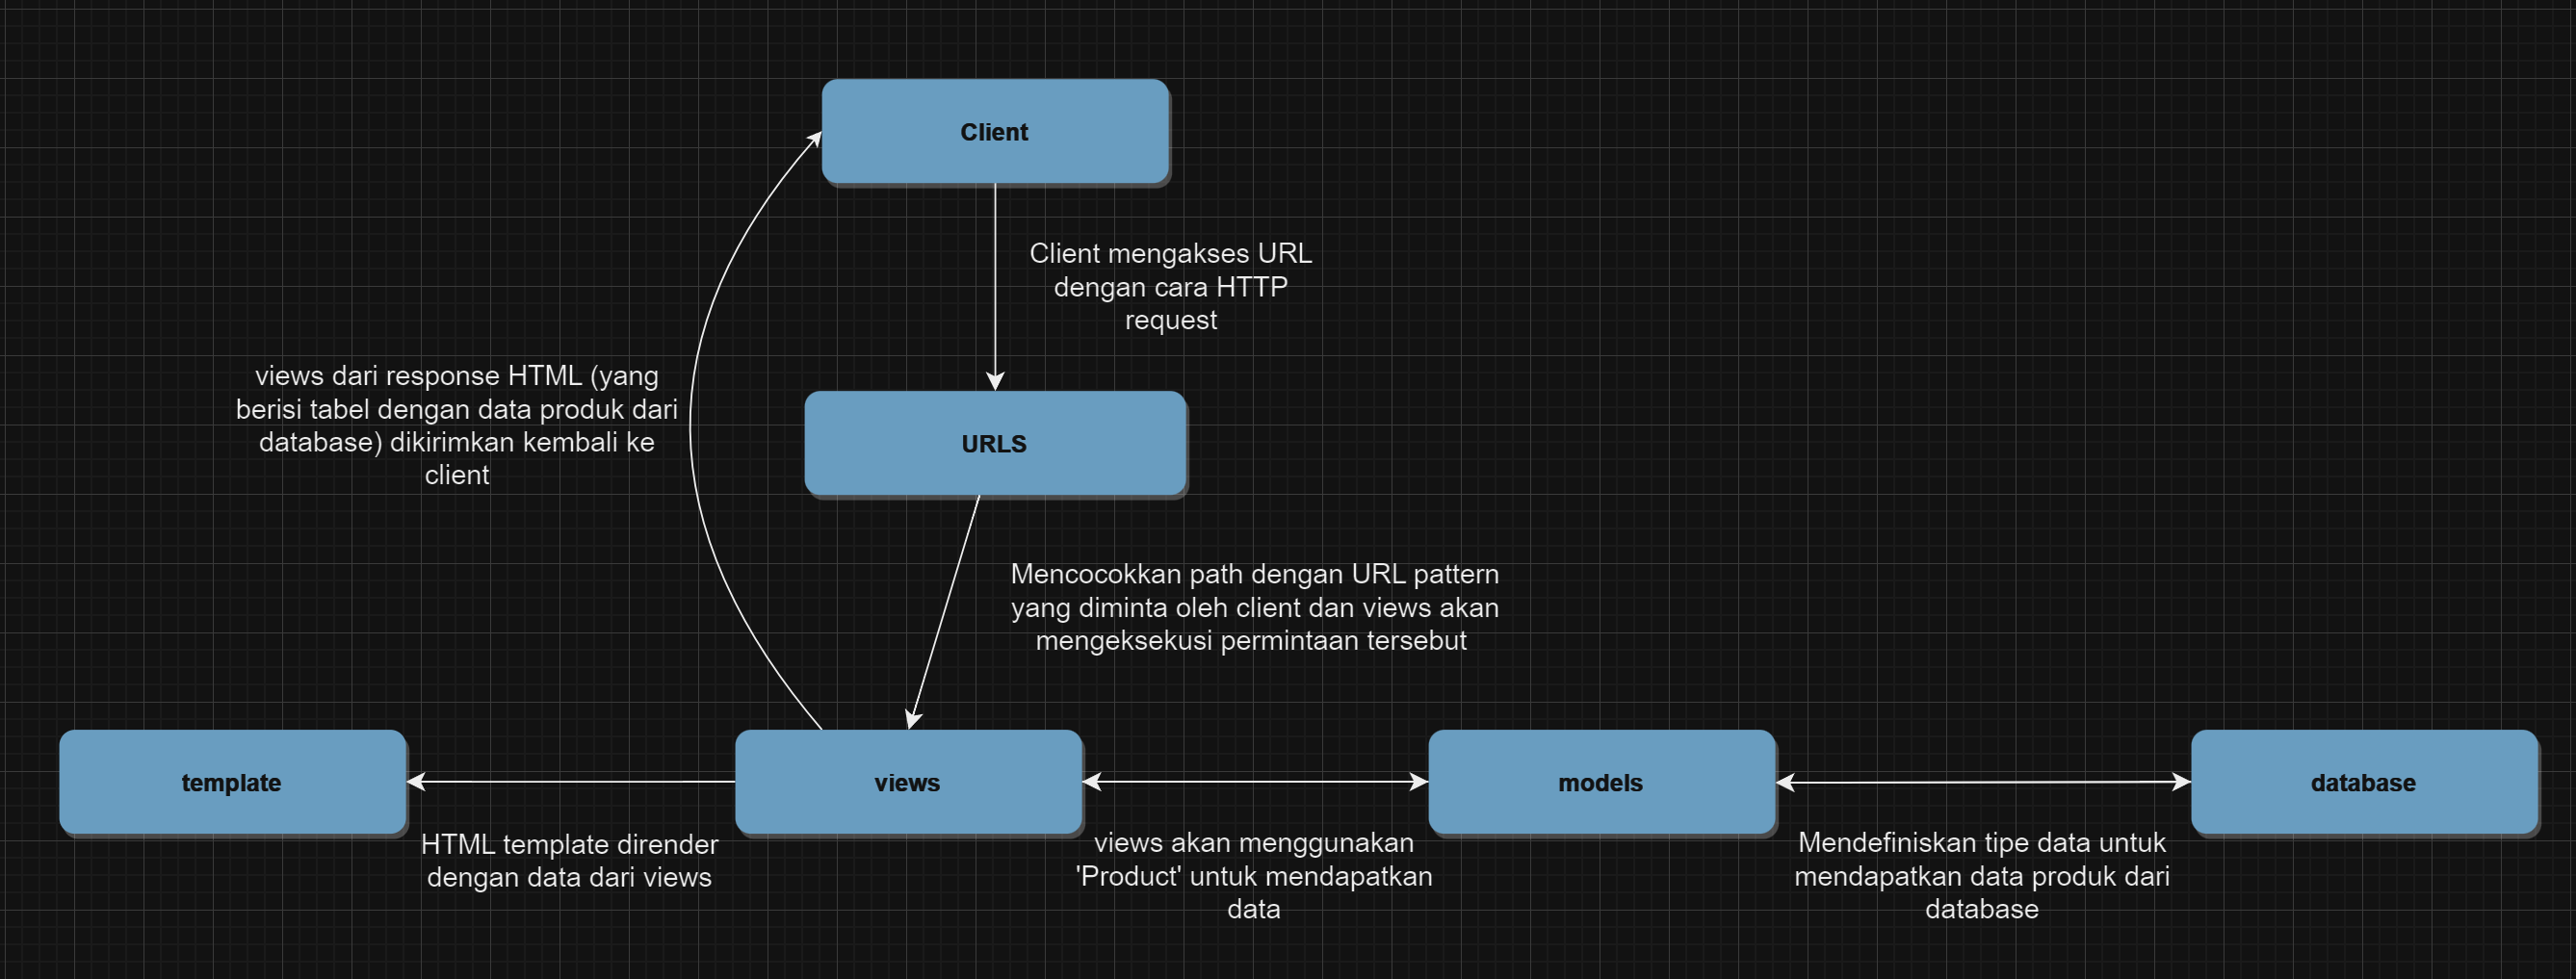 Client
Client mengakses URL
dengan cara HTTP
request
views dari response HTML (yang
berisi tabel dengan data produk dari
database) dikirimkan kembali ke
client
URLS
Mencocokkan path dengan URL pattern
yang diminta oleh client dan views akan
mengeksekusi permintaan tersebut
template
views
models
database
HTML template dirender
dengan data dari views
views akan menggunakan
'Product' untuk mendapatkan
data
Mendefiniskan tipe data untuk
mendapatkan data produk dari
database